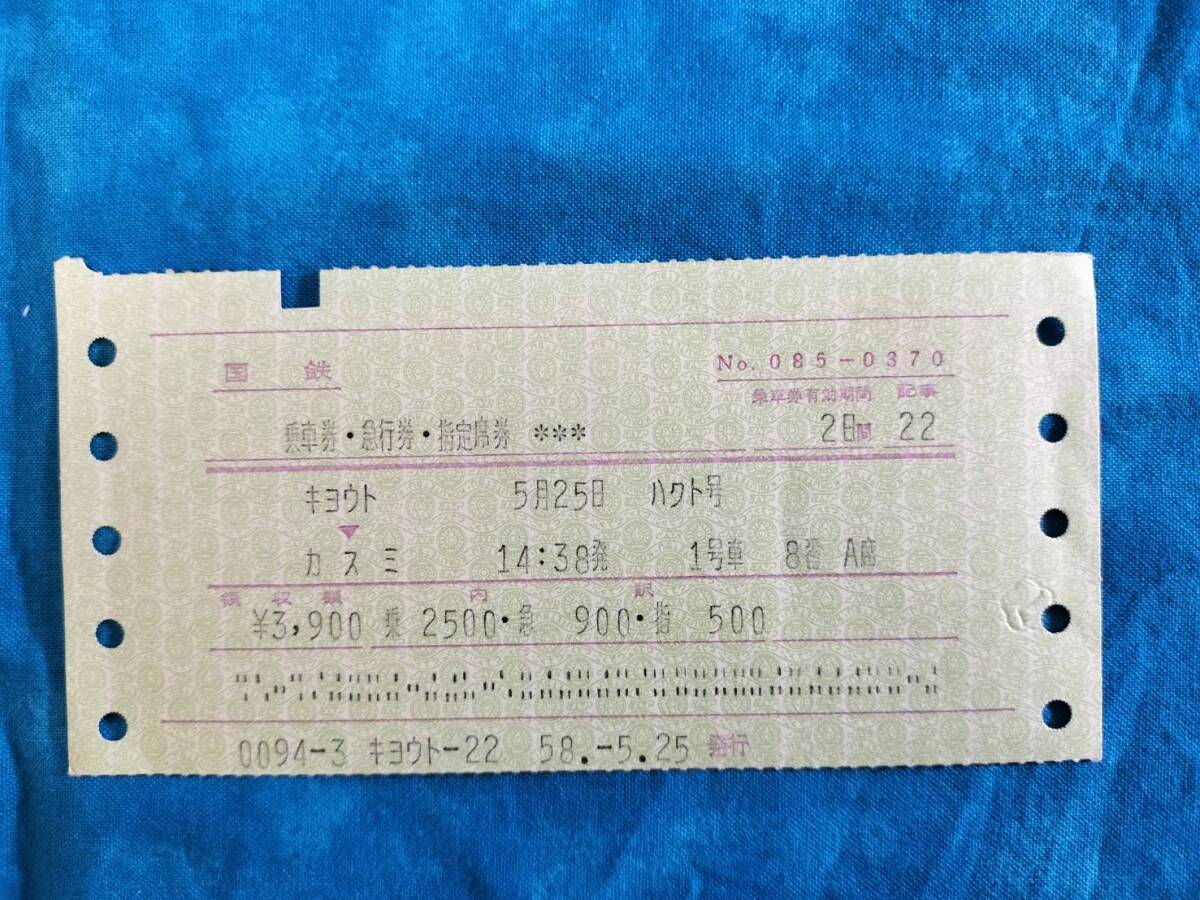 国鉄
No. 085-0370
乗車券有効期間 記事
乗車券・急行券・指定席券 *** 2日間 22
キヨウト 5月25日 ハクト号
▼
カスミ 14:38発 1号車 8番 A席
領収額 内訳
¥3,900 乗 2500・急 900・指 500
0094-3 キヨウト-22 58.-5.25 発行